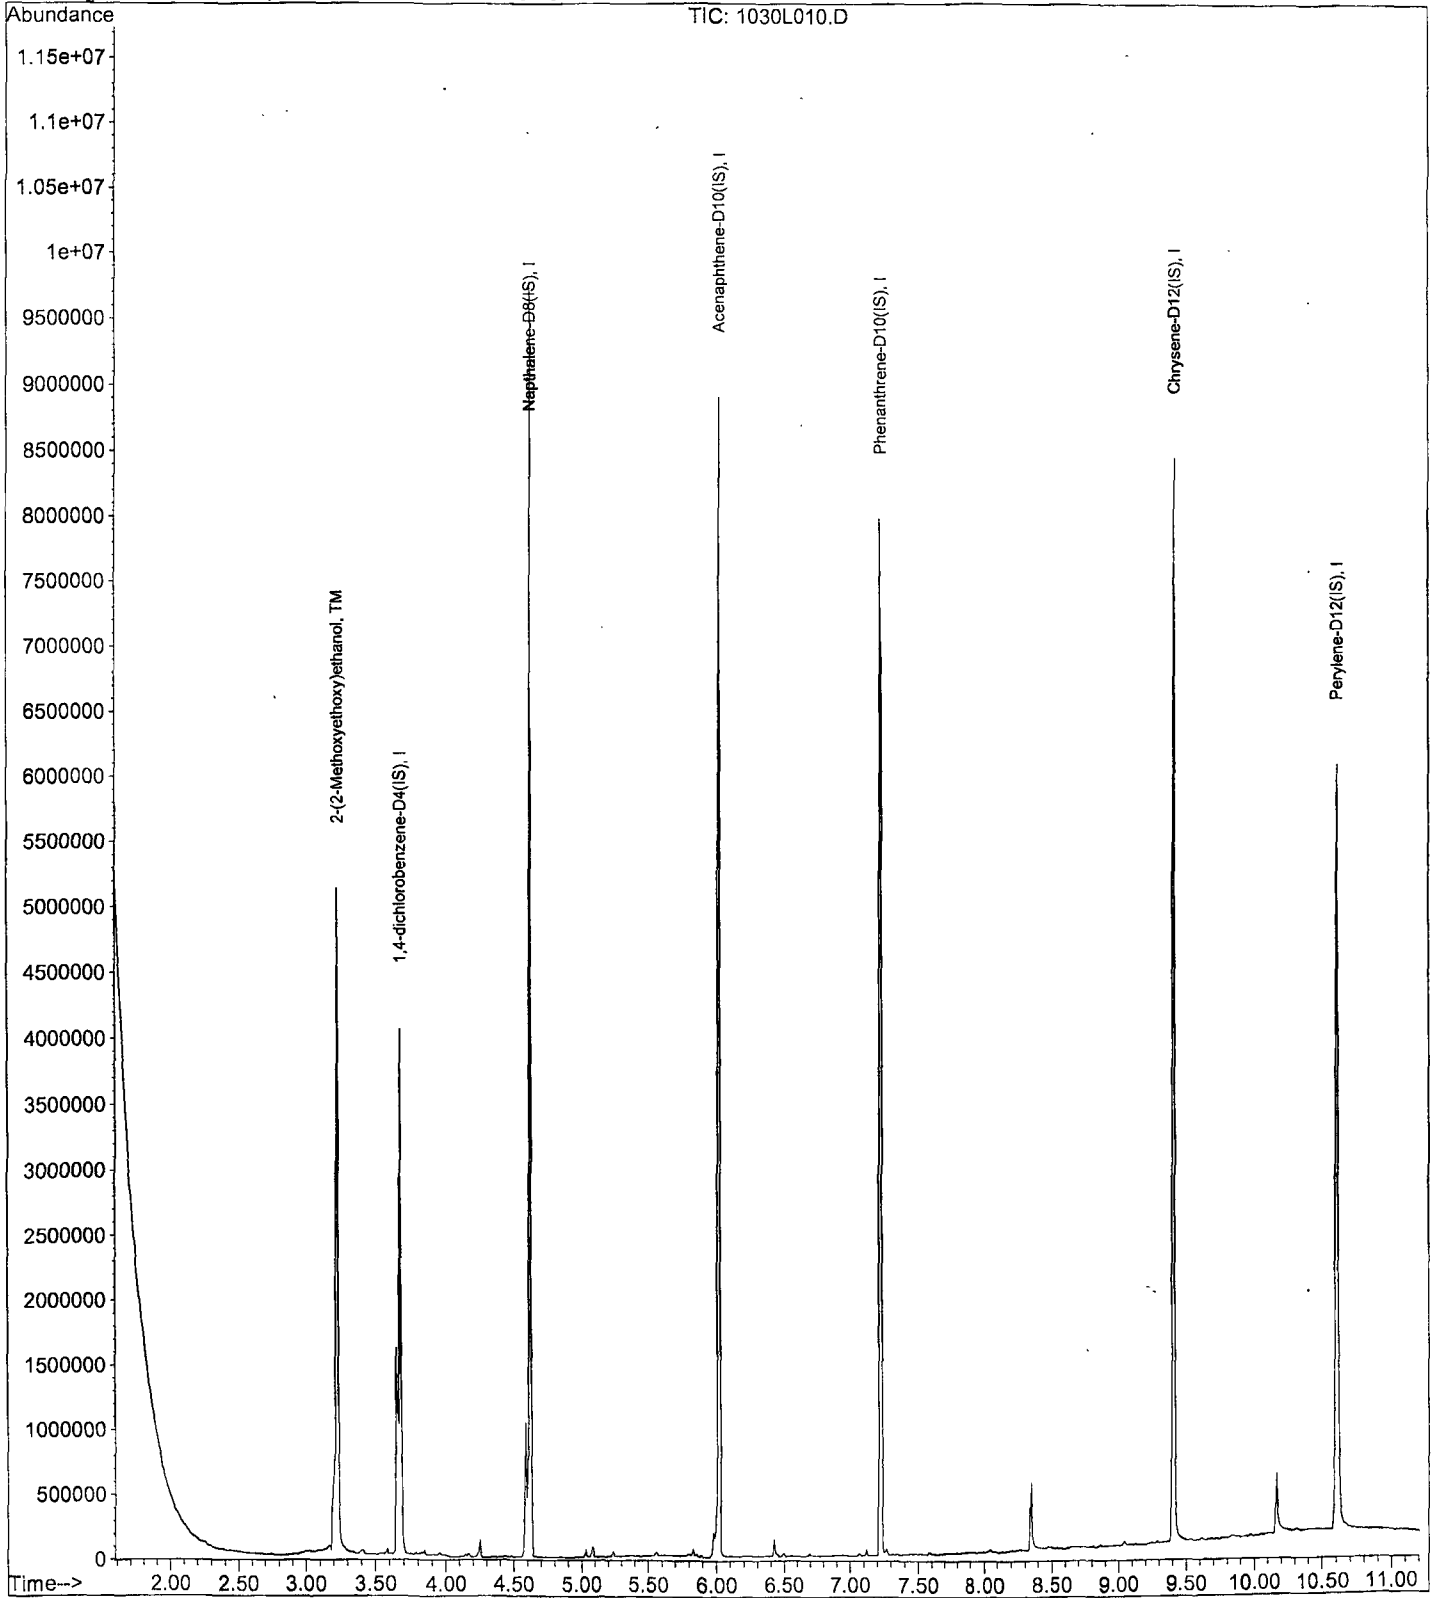 Abundance
TIC: 1030L010.D
1.15e+07
1.1e+07
1.05e+07
1e+07
9500000
9000000
8500000
8000000
7500000
7000000
6500000
6000000
5500000
5000000
4500000
4000000
3500000
3000000
2500000
2000000
1500000
1000000
500000
0
2-(2-Methoxyethoxy)ethanol, TM
1,4-dichlorobenzene-D4(IS), I
Napthalene-D8(IS), I
Acenaphthene-D10(IS), I
Phenanthrene-D10(IS), I
Chrysene-D12(IS), I
Perylene-D12(IS), I
Time--> 2.00 2.50 3.00 3.50 4.00 4.50 5.00 5.50 6.00 6.50 7.00 7.50 8.00 8.50 9.00 9.50 10.00 10.50 11.00